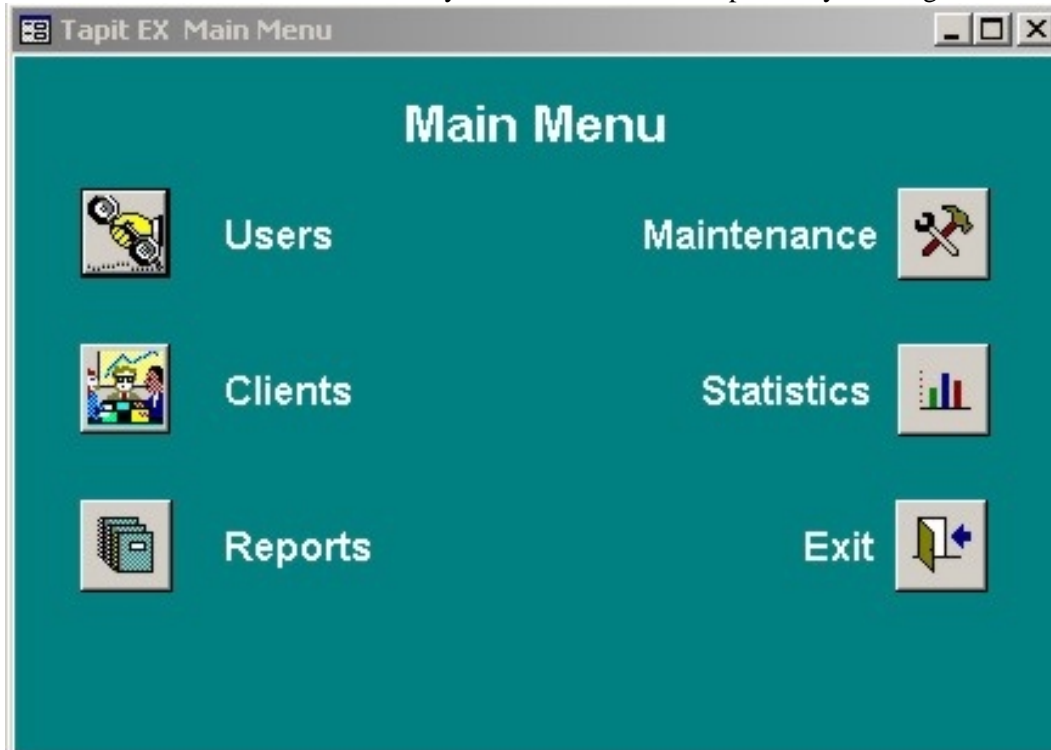 Tapit EX Main Menu
Main Menu
Users
Maintenance
Clients
Statistics
Reports
Exit